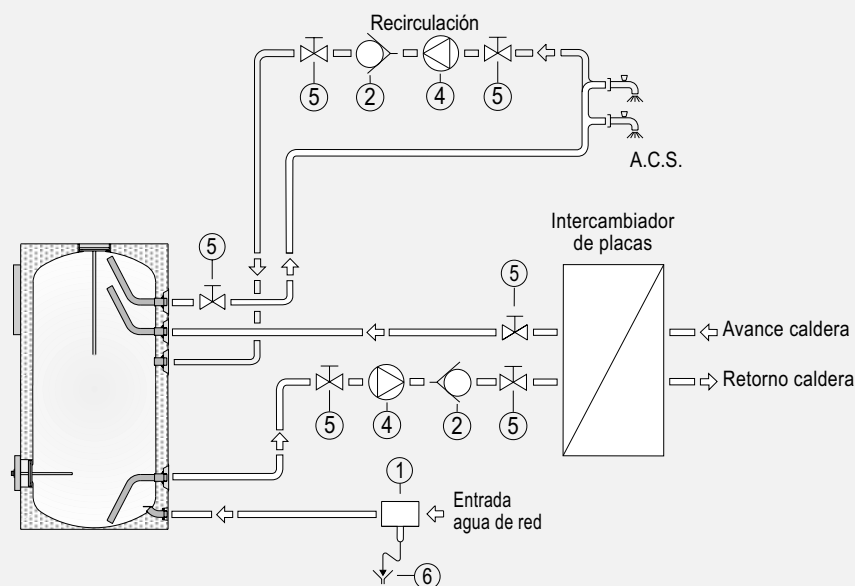 Recirculación
5
2
4
5
A.C.S.
Intercambiador
de placas
5
5
Avance caldera
Retorno caldera
5
4
2
5
1
Entrada
agua de red
6